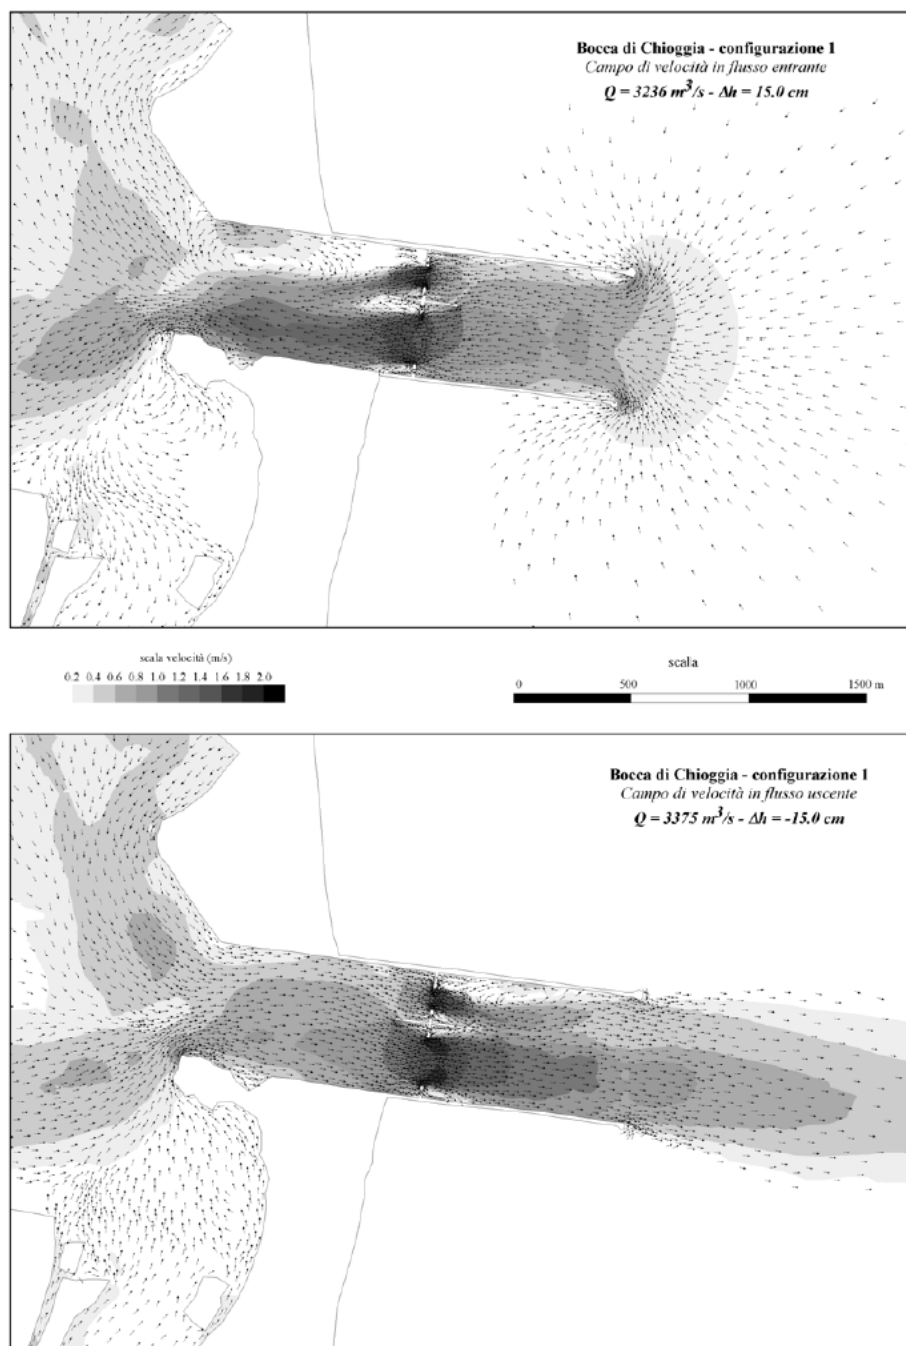 Bocca di Chioggia - configurazione 1
Campo di velocità in flusso entrante
Q = 3236 m³/s - Δh = 15.0 cm
scala velocità (m/s)
0.2 0.4 0.6 0.8 1.0 1.2 1.4 1.6 1.8 2.0
scala
0 500 1000 1500 m
Bocca di Chioggia - configurazione 1
Campo di velocità in flusso uscente
Q = 3375 m³/s - Δh = -15.0 cm